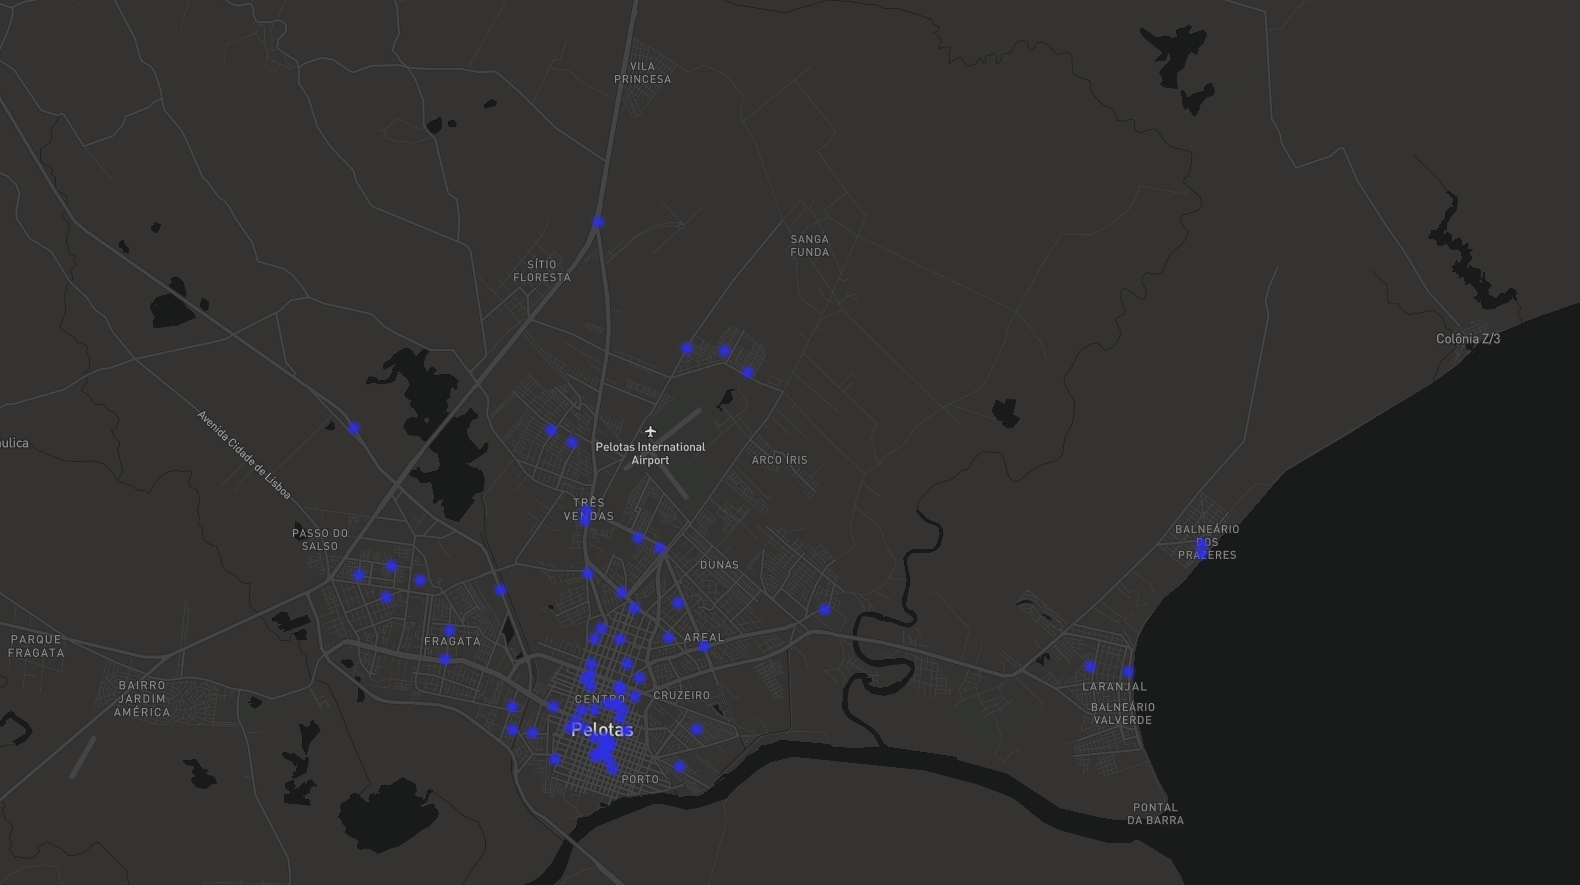 VILA
PRINCESA
SANGA
FUNDA
SÍTIO
FLORESTA
Colônia Z/3
Avenida Cidade de Lisboa
aulica
Pelotas International
Airport
ARCO ÍRIS
TRÊS
VENDAS
PASSO DO
SALSO
BALNEÁRIO
DOS
PRAZERES
DUNAS
PARQUE
FRAGATA
FRAGATA
AREAL
BAIRRO
JARDIM
AMÉRICA
CENTRO
CRUZEIRO
LARANJAL
BALNEÁRIO
VALVERDE
Pelotas
PORTO
PONTAL
DA BARRA